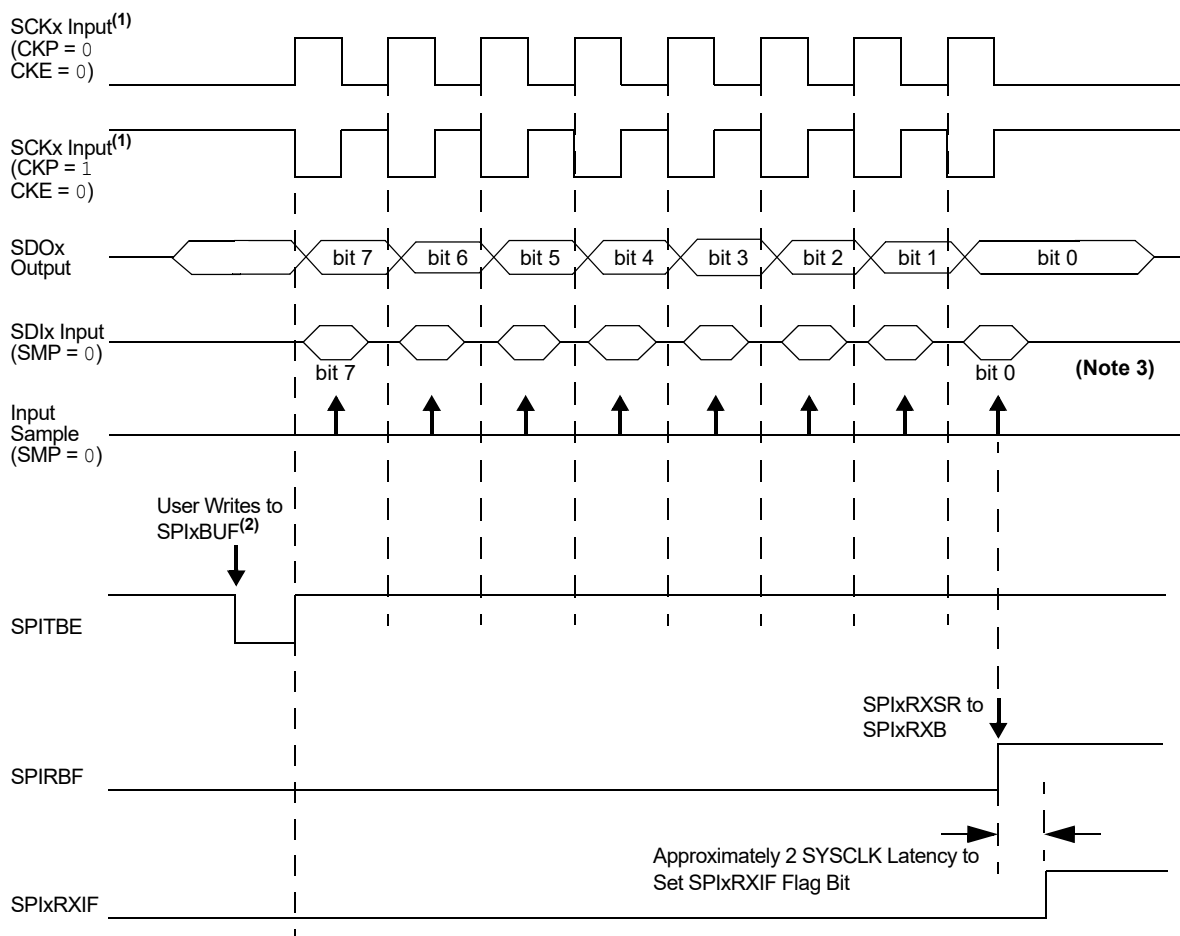 SCKx Input(1)
(CKP = 0
CKE = 0)
SCKx Input(1)
(CKP = 1
CKE = 0)
SDOx
Output
bit 7 bit 6 bit 5 bit 4 bit 3 bit 2 bit 1 bit 0
SDIx Input
(SMP = 0)
bit 7 bit 0
(Note 3)
Input
Sample
(SMP = 0)
User Writes to
SPIxBUF(2)
SPITBE
SPIxRXSR to
SPIxRXB
SPIRBF
Approximately 2 SYSCLK Latency to
Set SPIxRXIF Flag Bit
SPIxRXIF